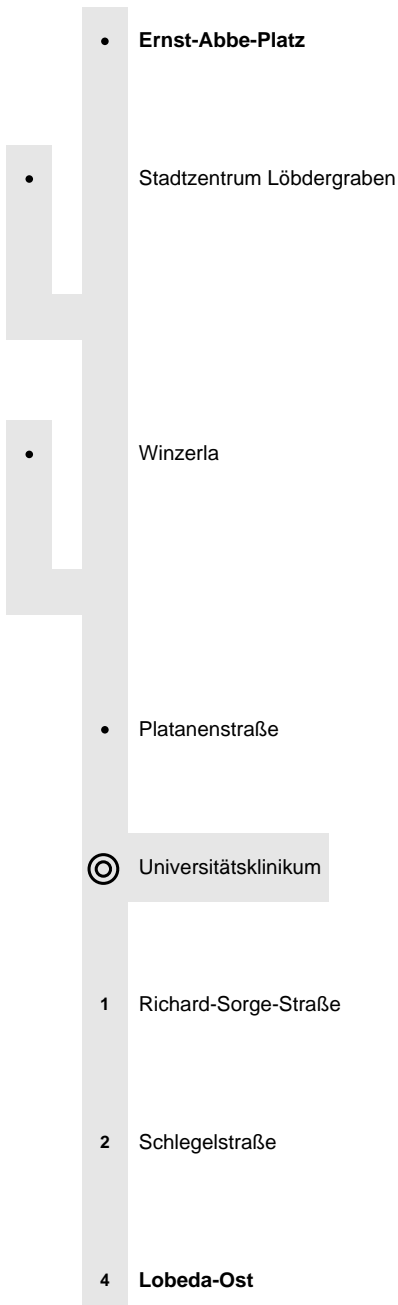 Ernst-Abbe-Platz
Stadtzentrum Löbdergraben
Winzerla
Platanenstraße
Universitätsklinikum
1 Richard-Sorge-Straße
2 Schlegelstraße
4 Lobeda-Ost